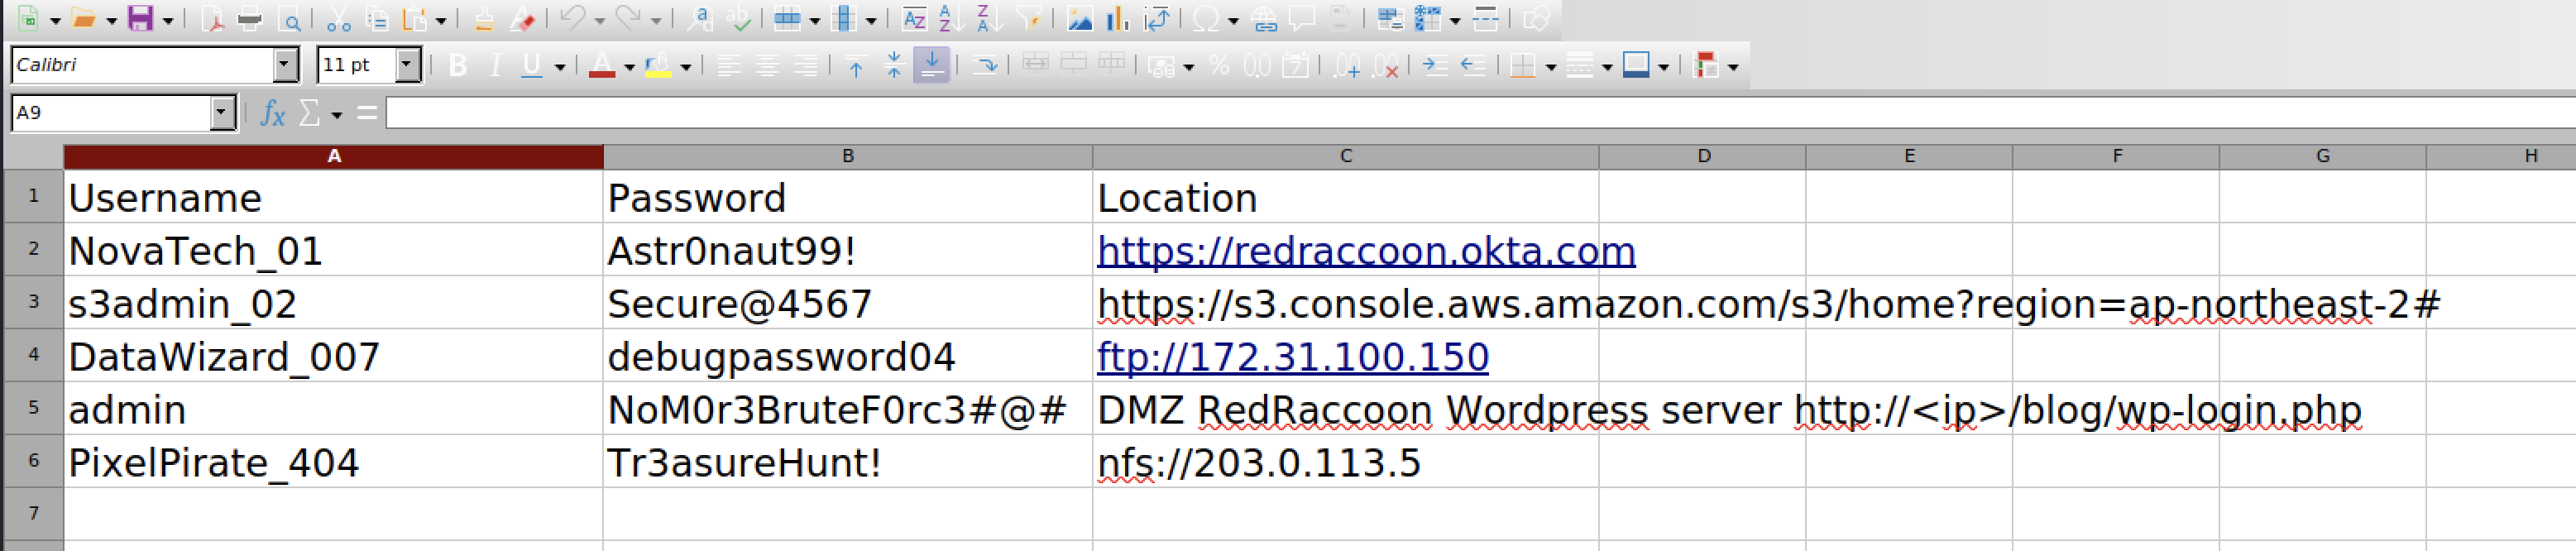 Calibri 11 pt
A9
A B C D E F G H
1 Username Password Location
2 NovaTech_01 Astr0naut99! https://redraccoon.okta.com
3 s3admin_02 Secure@4567 https://s3.console.aws.amazon.com/s3/home?region=ap-northeast-2#
4 DataWizard_007 debugpassword04 ftp://172.31.100.150
5 admin NoM0r3BruteF0rc3#@# DMZ RedRaccoon Wordpress server http://<ip>/blog/wp-login.php
6 PixelPirate_404 Tr3asureHunt! nfs://203.0.113.5
7